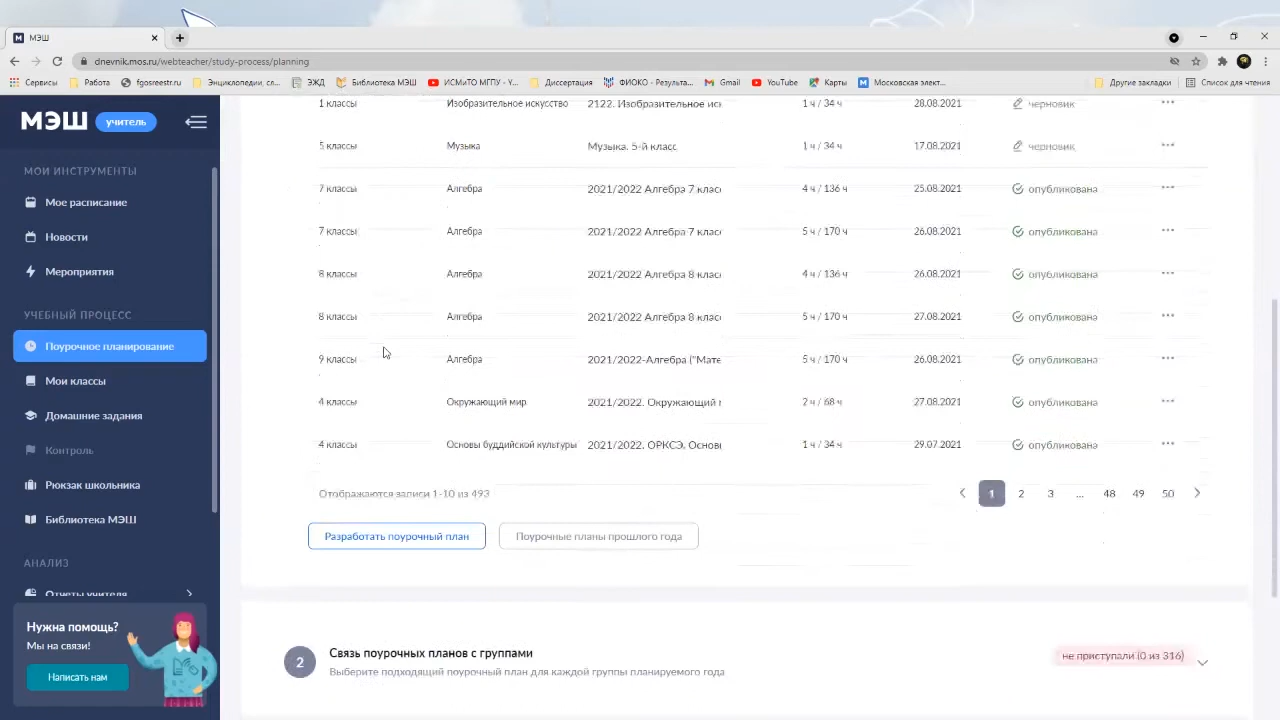 МЭШ
dnevnik.mos.ru/webteacher/study-process/planning
Сервисы Работа fgosreestr.ru Энциклопедии, сл... ЭЖД Библиотека МЭШ ИСМиТО МГПУ - Y... Диссертация ФИОКО - Результа... Gmail YouTube Карты Московская элект... Другие закладки Список для чтения
МЭШ учитель
МОИ ИНСТРУМЕНТЫ
Мое расписание
Новости
Мероприятия
УЧЕБНЫЙ ПРОЦЕСС
Поурочное планирование
Мои классы
Домашние задания
Контроль
Рюкзак школьника
Библиотека МЭШ
АНАЛИЗ
Отчеты учителя
Нужна помощь?
Мы на связи!
Написать нам
1 классы Изобразительное искусство 2122. Изобразительное иск 1 ч / 34 ч 28.08.2021 черновик
5 классы Музыка Музыка. 5-й класс 1 ч / 34 ч 17.08.2021 черновик
7 классы Алгебра 2021/2022 Алгебра 7 класс 4 ч / 136 ч 25.08.2021 опубликована
7 классы Алгебра 2021/2022 Алгебра 7 класс 5 ч / 170 ч 26.08.2021 опубликована
8 классы Алгебра 2021/2022 Алгебра 8 класс 4 ч / 136 ч 26.08.2021 опубликована
8 классы Алгебра 2021/2022 Алгебра 8 класс 5 ч / 170 ч 27.08.2021 опубликована
9 классы Алгебра 2021/2022-Алгебра ("Мате 5 ч / 170 ч 26.08.2021 опубликована
4 классы Окружающий мир 2021/2022. Окружающий м 2 ч / 68 ч 27.08.2021 опубликована
4 классы Основы буддийской культуры 2021/2022. ОРКСЭ. Основы 1 ч / 34 ч 29.07.2021 опубликована
Отображаются записи 1-10 из 493 1 2 3 ... 48 49 50
Разработать поурочный план Поурочные планы прошлого года
2 Связь поурочных планов с группами
Выберите подходящий поурочный план для каждой группы планируемого года
не приступали (0 из 316)